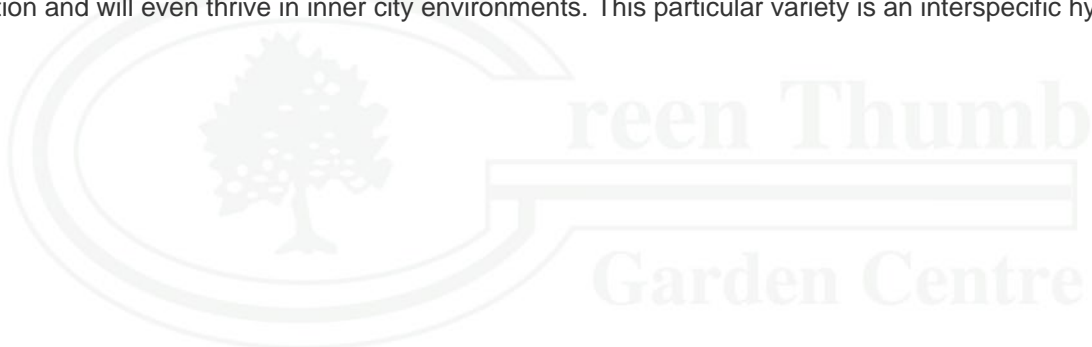 tion and will even thrive in inner city environments. This particular variety is an interspecific hy
Green Thumb
Garden Centre